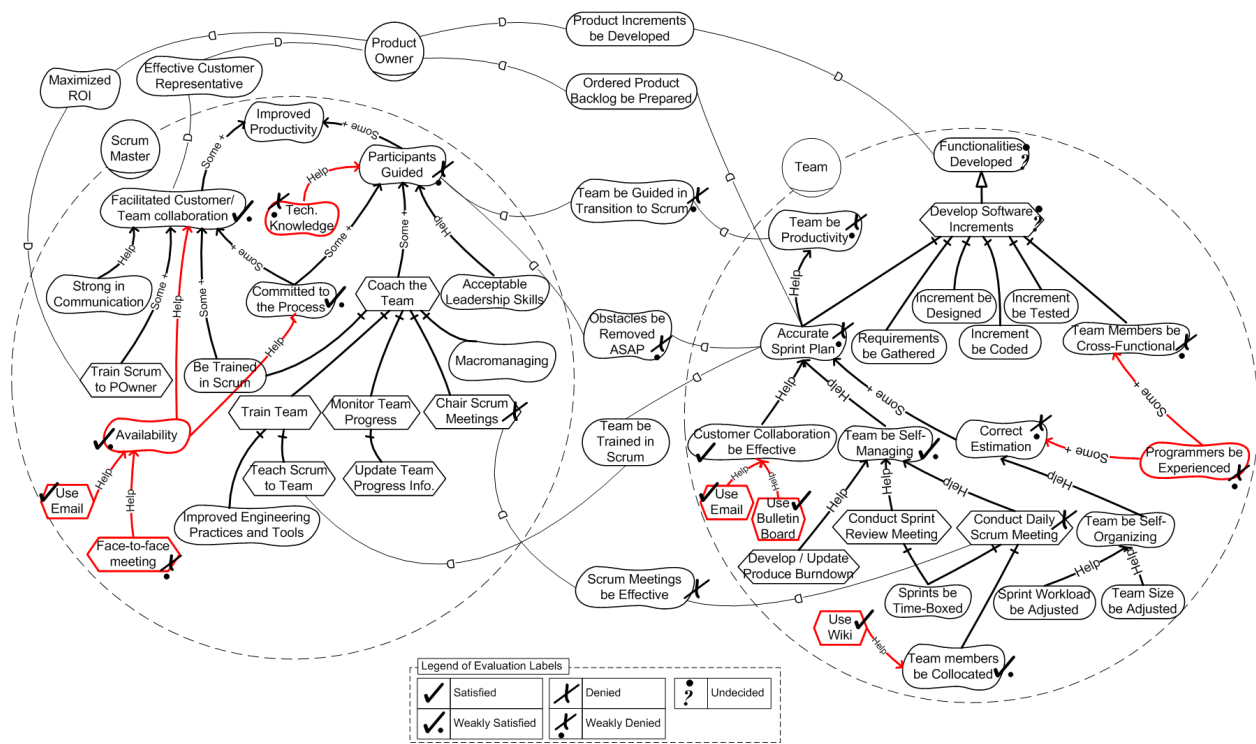 Product Increments
be Developed
Product
Owner
D
D
D
D
D
D
Effective Customer
Representative
Maximized
ROI
Ordered Product
Backlog be Prepared
Improved
Productivity
Scrum
Master
Some +
Some +
Participants
Guided
Help
Tech.
Knowledge
Facilitated Customer/
Team collaboration
Team be Guided in
Transition to Scrum
D
D
Team
Functionalities
Developed
Team be
Productivity
Develop Software
Increments
Help
Some +
Some +
Some +
Some +
Some +
Help
Help
Strong in
Communication
Committed to
the Process
Coach the
Team
Acceptable
Leadership Skills
Help
Help
Obstacles be
Removed
ASAP
D
D
Accurate
Sprint Plan
Requirements
be Gathered
Increment be
Designed
Increment
be Coded
Increment
be Tested
Team Members be
Cross-Functional
Train Scrum
to POwner
Be Trained
in Scrum
Macromanaging
Train Team
Monitor Team
Progress
Chair Scrum
Meetings
Availability
Help
Help
Use
Email
Face-to-face
meeting
Teach Scrum
to Team
Update Team
Progress Info.
Improved Engineering
Practices and Tools
Team be
Trained in
Scrum
D
D
D
Help
Help
Some +
Some +
Some +
Customer Collaboration
be Effective
Team be Self-
Managing
Correct
Estimation
Programmers be
Experienced
Help
Help
Use
Email
Use
Bulletin
Board
Help
Help
Help
Help
Conduct Sprint
Review Meeting
Conduct Daily
Scrum Meeting
Team be Self-
Organizing
Develop / Update
Produce Burndown
Help
Help
Scrum Meetings
be Effective
D
D
Sprints be
Time-Boxed
Sprint Workload
be Adjusted
Team Size
be Adjusted
Use
Wiki
Help
Team members
be Collocated
Legend of Evaluation Labels
Satisfied
Denied
Undecided
Weakly Satisfied
Weakly Denied